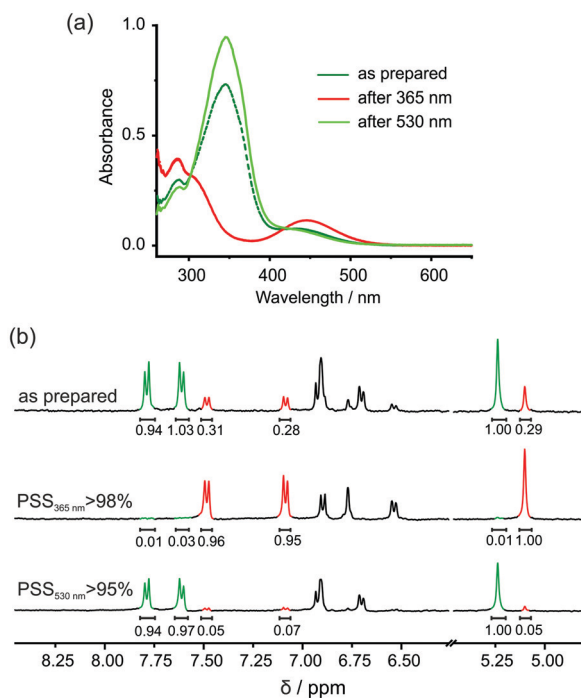 (a)
1.0
0.5
0.0
Absorbance
as prepared
after 365 nm
after 530 nm
300 400 500 600
Wavelength / nm
(b)
as prepared
0.94 1.03 0.31 0.28 1.00 0.29
PSS365 nm>98%
0.01 0.03 0.96 0.95 0.01 1.00
PSS530 nm>95%
0.94 0.97 0.05 0.07 1.00 0.05
8.25 8.00 7.75 7.50 7.25 7.00 6.75 6.50 5.25 5.00
δ / ppm